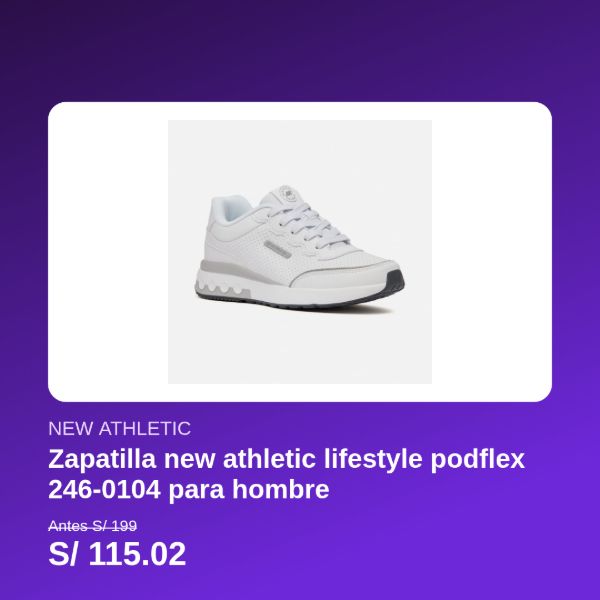 NEW ATHLETIC
Zapatilla new athletic lifestyle podflex
246-0104 para hombre
Antes S/ 199
S/ 115.02